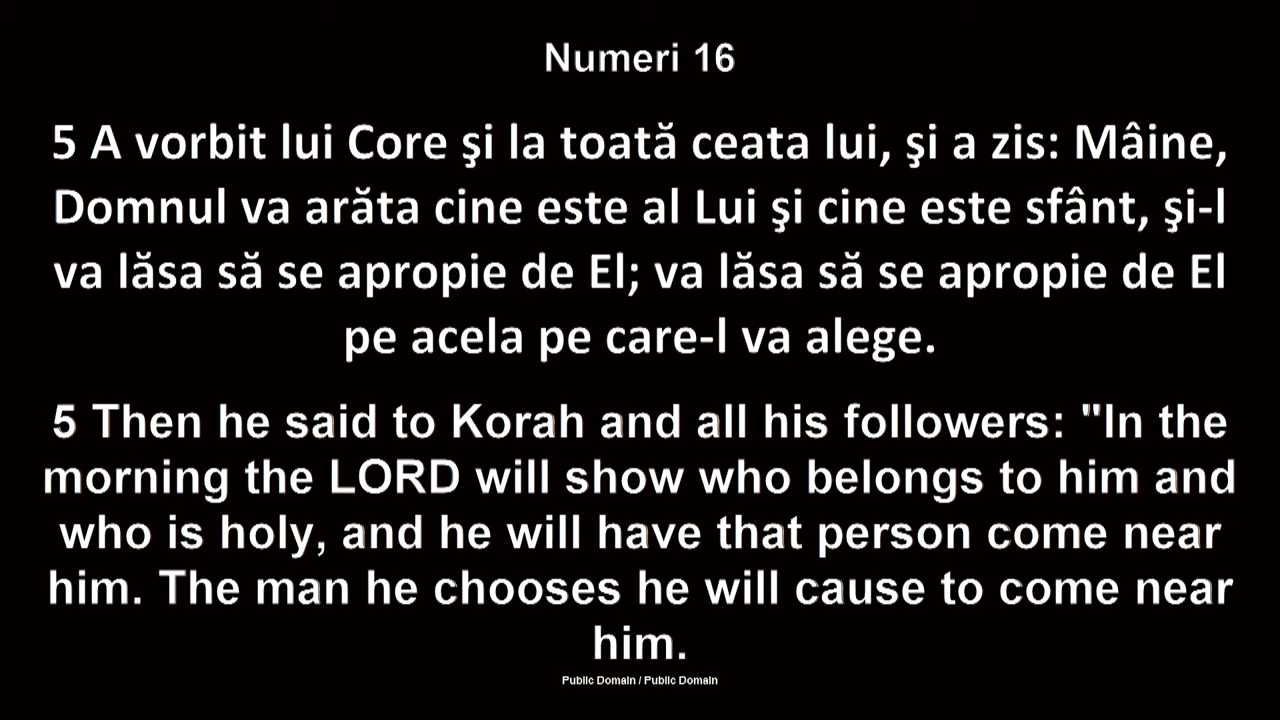 Numeri 16
5 A vorbit lui Core şi la toată ceata lui, şi a zis: Mâine,
Domnul va arăta cine este al Lui şi cine este sfânt, şi-l
va lăsa să se apropie de El; va lăsa să se apropie de El
pe acela pe care-l va alege.
5 Then he said to Korah and all his followers: "In the
morning the LORD will show who belongs to him and
who is holy, and he will have that person come near
him. The man he chooses he will cause to come near
him.
Public Domain / Public Domain